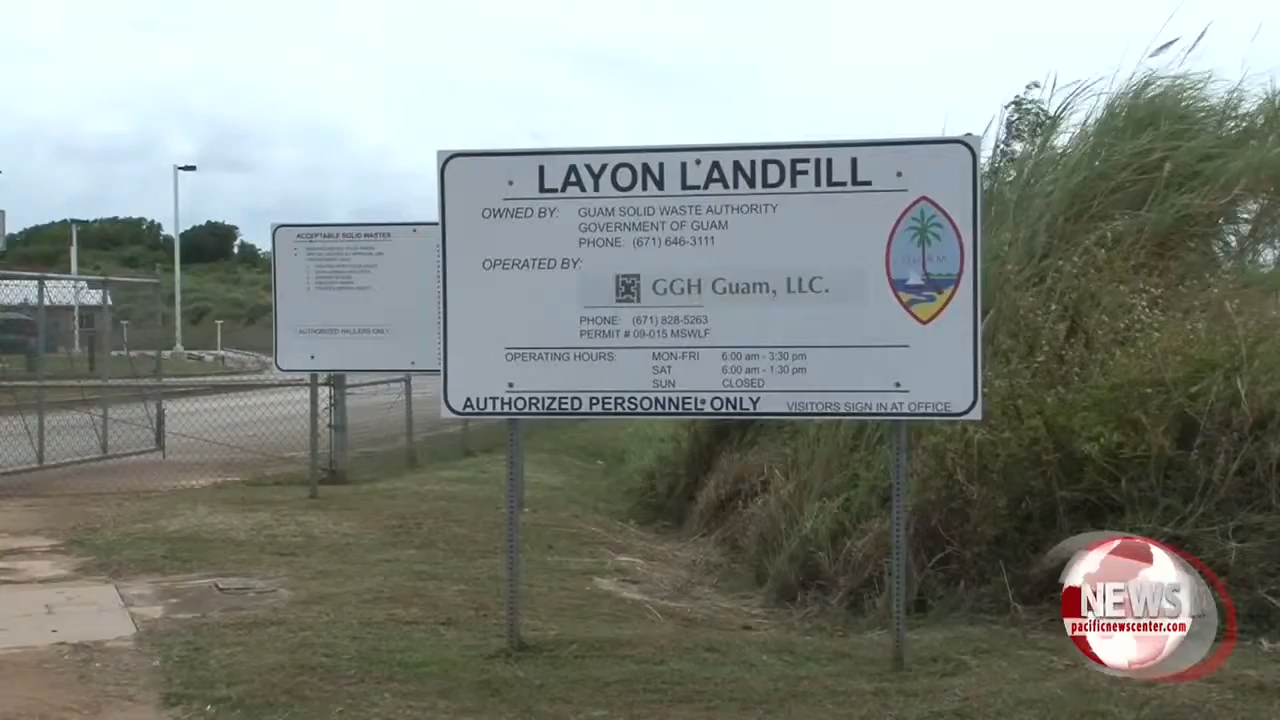 LAYON LANDFILL
OWNED BY: GUAM SOLID WASTE AUTHORITY
GOVERNMENT OF GUAM
PHONE: (671) 646-3111
OPERATED BY:
GGH Guam, LLC.
PHONE: (671) 828-5263
PERMIT # 09-015 MSWLF
OPERATING HOURS: MON-FRI 6:00 am - 3:30 pm
SAT 6:00 am - 1:30 pm
SUN CLOSED
AUTHORIZED PERSONNEL ONLY VISITORS SIGN IN AT OFFICE
GUAM
ACCEPTABLE SOLID WASTES
AUTHORIZED HAULERS ONLY
NEWS
pacificnewscenter.com